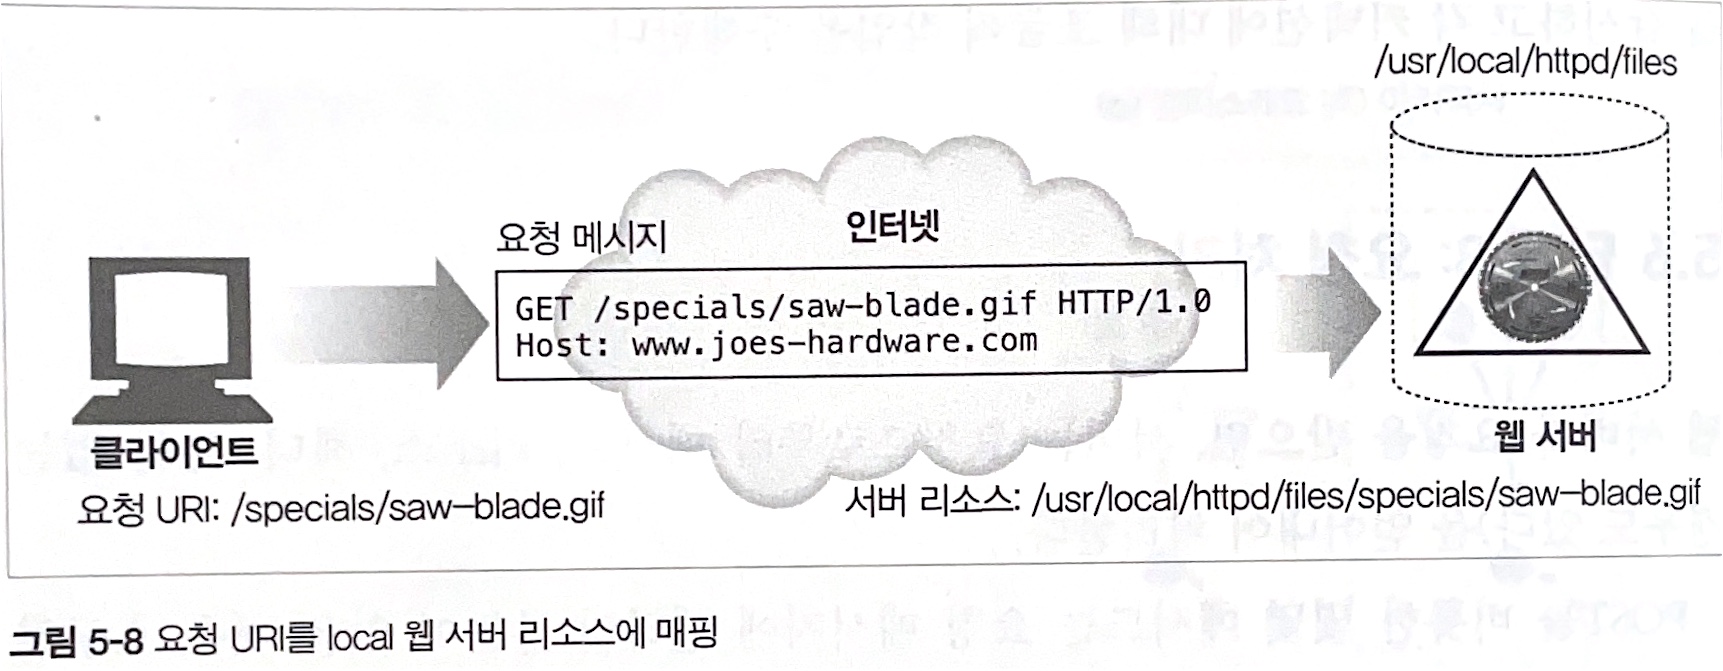 /usr/local/httpd/files
요청 메시지
인터넷
GET /specials/saw-blade.gif HTTP/1.0
Host: www.joes-hardware.com
클라이언트
웹 서버
요청 URI: /specials/saw-blade.gif
서버 리소스: /usr/local/httpd/files/specials/saw-blade.gif
그림 5-8 요청 URI를 local 웹 서버 리소스에 매핑